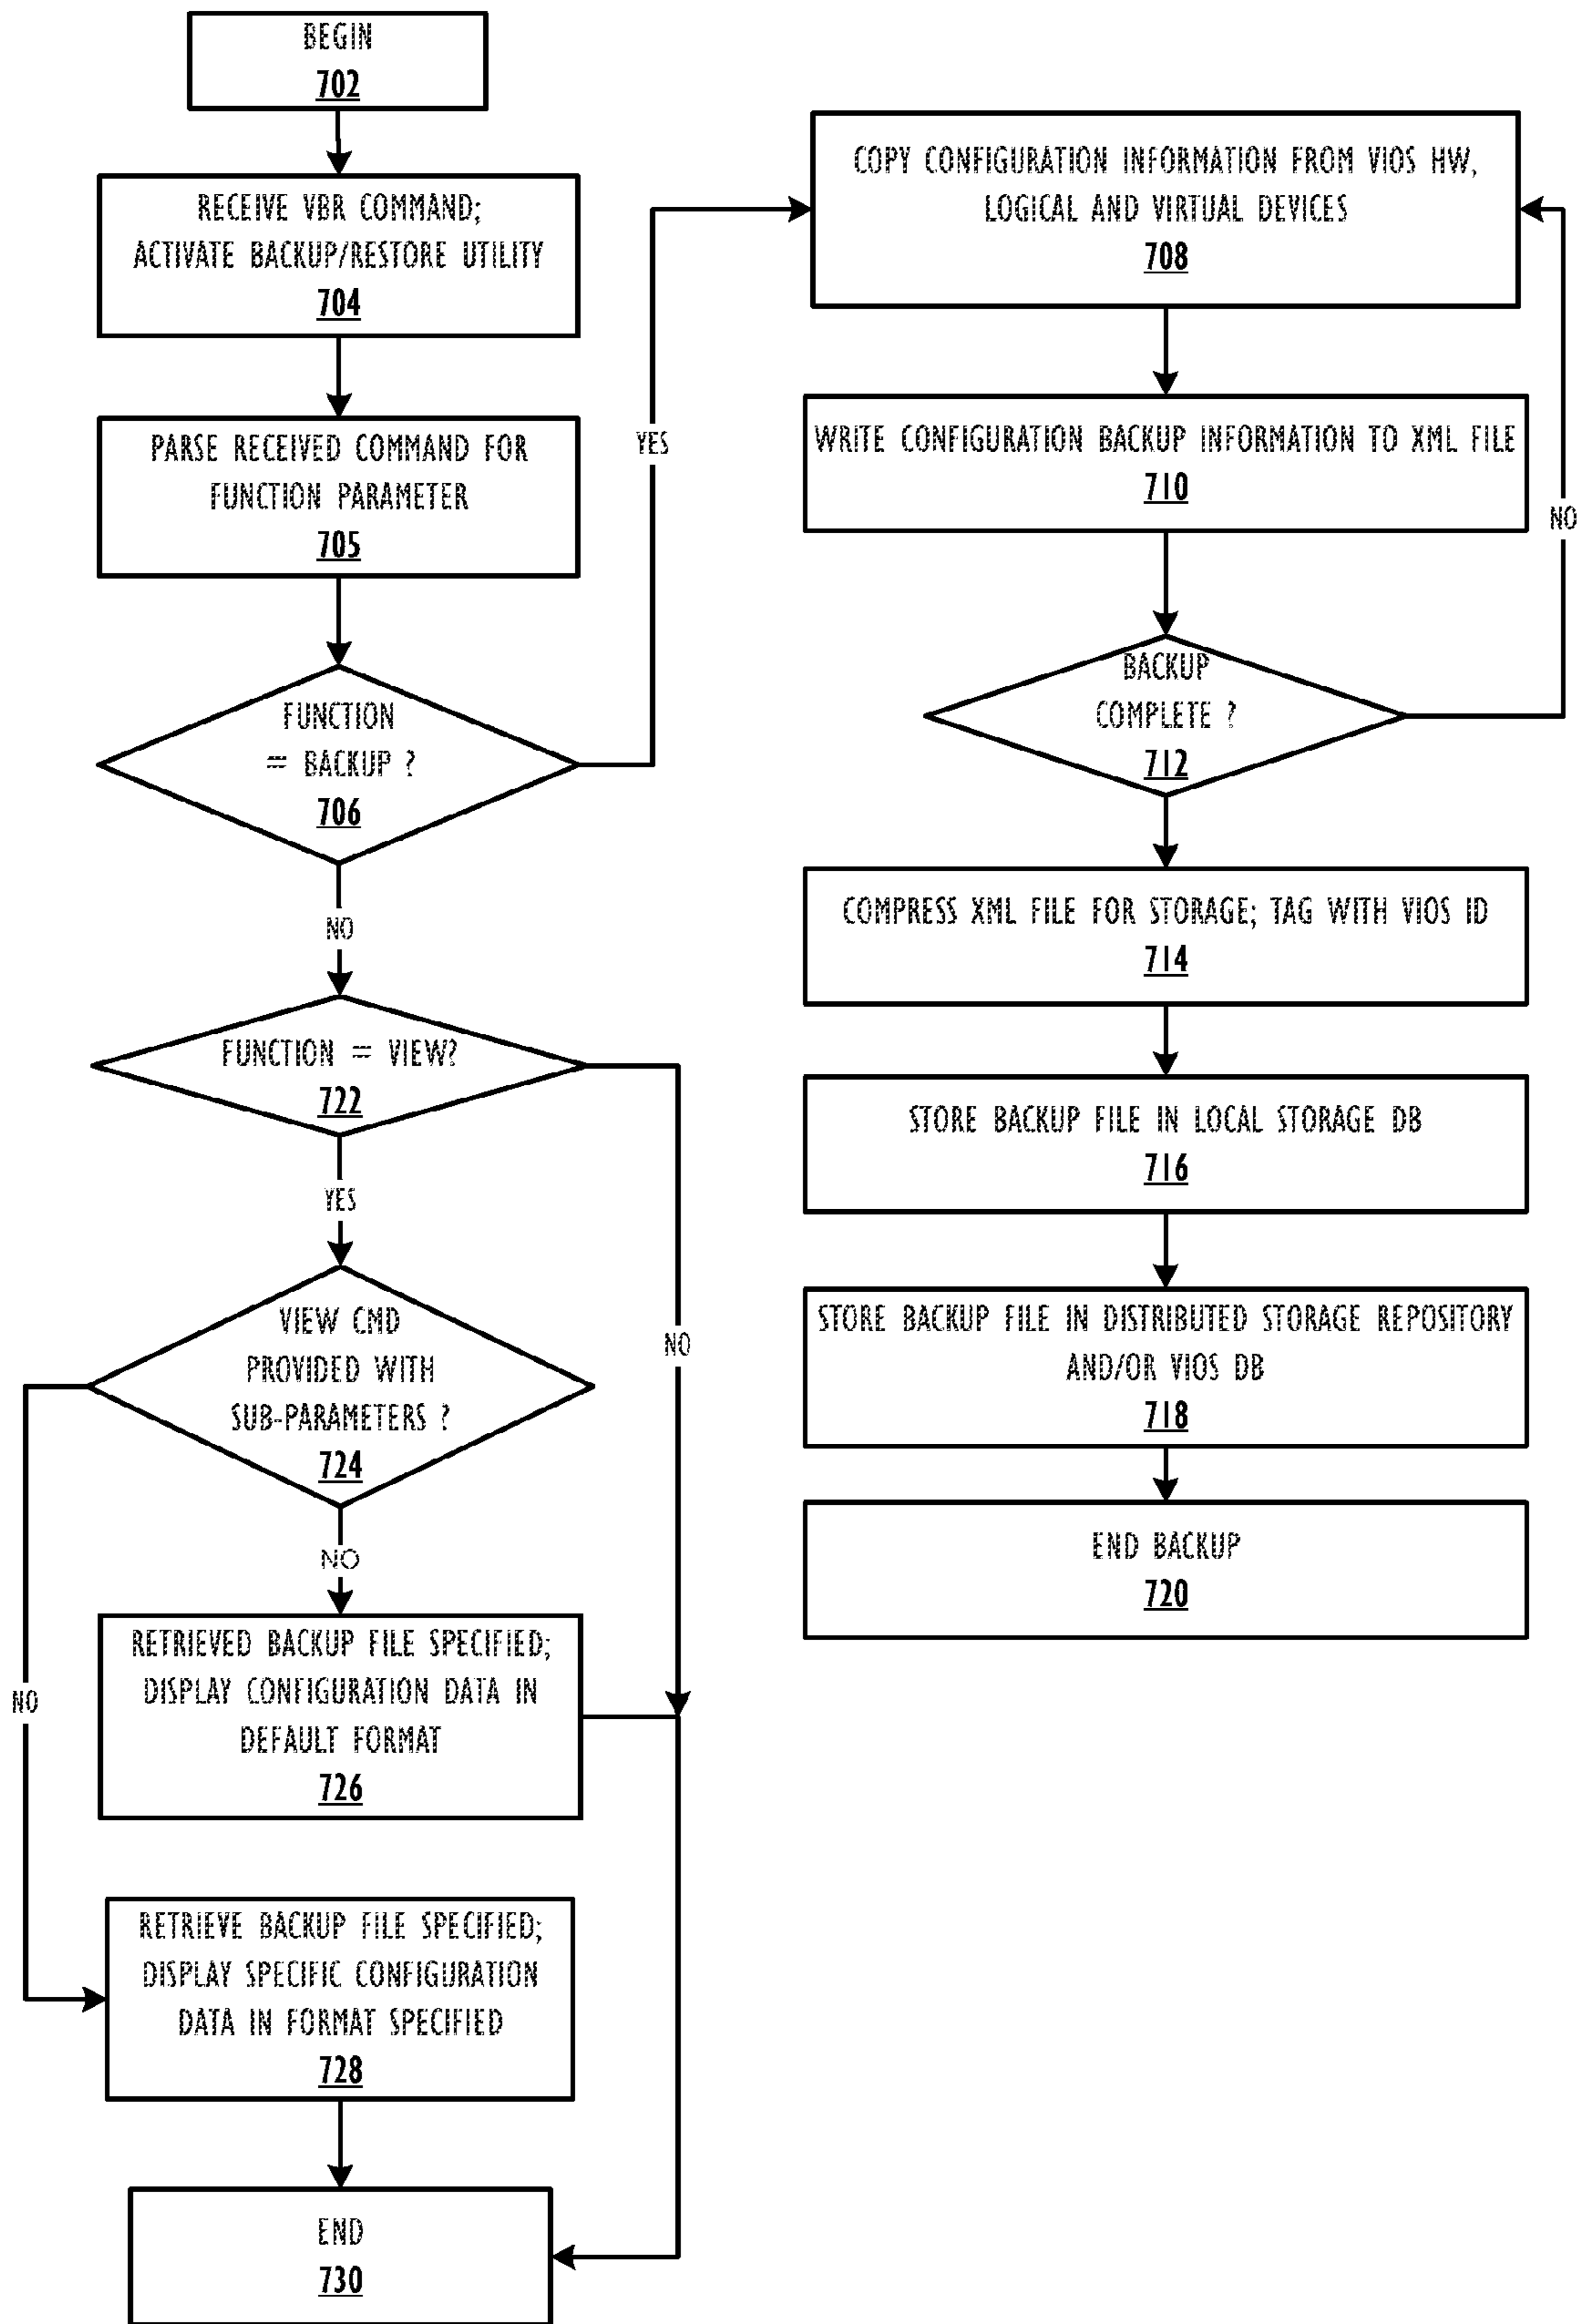 BEGIN
702
RECEIVE VBR COMMAND;
ACTIVATE BACKUP/RESTORE UTILITY
704
PARSE RECEIVED COMMAND FOR
FUNCTION PARAMETER
705
FUNCTION
= BACKUP ?
706
YES
NO
FUNCTION = VIEW?
722
YES
NO
VIEW CMD
PROVIDED WITH
SUB-PARAMETERS ?
724
NO
NO
RETRIEVED BACKUP FILE SPECIFIED;
DISPLAY CONFIGURATION DATA IN
DEFAULT FORMAT
726
RETRIEVE BACKUP FILE SPECIFIED;
DISPLAY SPECIFIC CONFIGURATION
DATA IN FORMAT SPECIFIED
728
END
730
COPY CONFIGURATION INFORMATION FROM VIOS HW,
LOGICAL AND VIRTUAL DEVICES
708
WRITE CONFIGURATION BACKUP INFORMATION TO XML FILE
710
NO
BACKUP
COMPLETE ?
712
COMPRESS XML FILE FOR STORAGE; TAG WITH VIOS ID
714
STORE BACKUP FILE IN LOCAL STORAGE DB
716
STORE BACKUP FILE IN DISTRIBUTED STORAGE REPOSITORY
AND/OR VIOS DB
718
END BACKUP
720